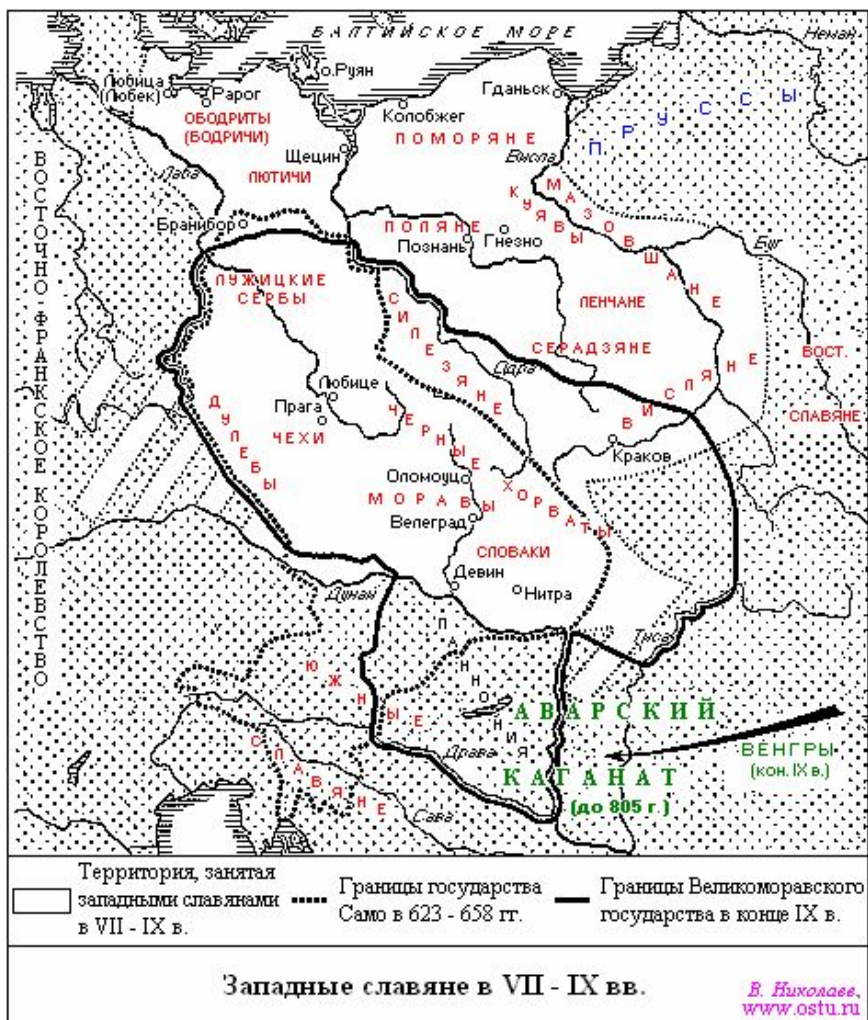 БАЛТИЙСКОЕ МОРЕ
Неман
о.Руян
Любица
(Любек)
Рарог
Гданьск
Колобжег
ОБОДРИТЫ
(БОДРИЧИ)
ПОМОРЯНЕ
ПРУССЫ
Щецин
Висла
Лаба
ЛЮТИЧИ
КУЯВЫ
МАЗОВШАНЕ
Бранибор
ПОЛЯНЕ
Познань
Гнезно
Буг
ВОСТОЧНО-ФРАНКСКОЕ КОРОЛЕВСТВО
ЛУЖИЦКИЕ
СЕРБЫ
СИЛЕЗЯНЕ
ЛЕНЧАНЕ
СЕРАДЗЯНЕ
ВОСТ.
СЛАВЯНЕ
Одра
ВИСЛЯНЕ
Любице
Прага
ЧЕХИ
ДУЛЕБЫ
ЧЕРНЫЕ
ХОРВАТЫ
Краков
Оломоуц
МОРАВЫ
Велеград
СЛОВАКИ
Девин
Нитра
Дунай
Тиса
ПАННОНИЯ
ЮЖНЫЕ
СЛАВЯНЕ
АВАРСКИЙ
КАГАНАТ
(до 805 г.)
ВЕНГРЫ
(кон. IX в.)
Драва
Сава
Территория, занятая
западными славянами
в VII - IX в.
Границы государства
Само в 623 - 658 гг.
Границы Великоморавского
государства в конце IX в.
Западные славяне в VII - IX вв.
В. Николаев,
www.ostu.ru